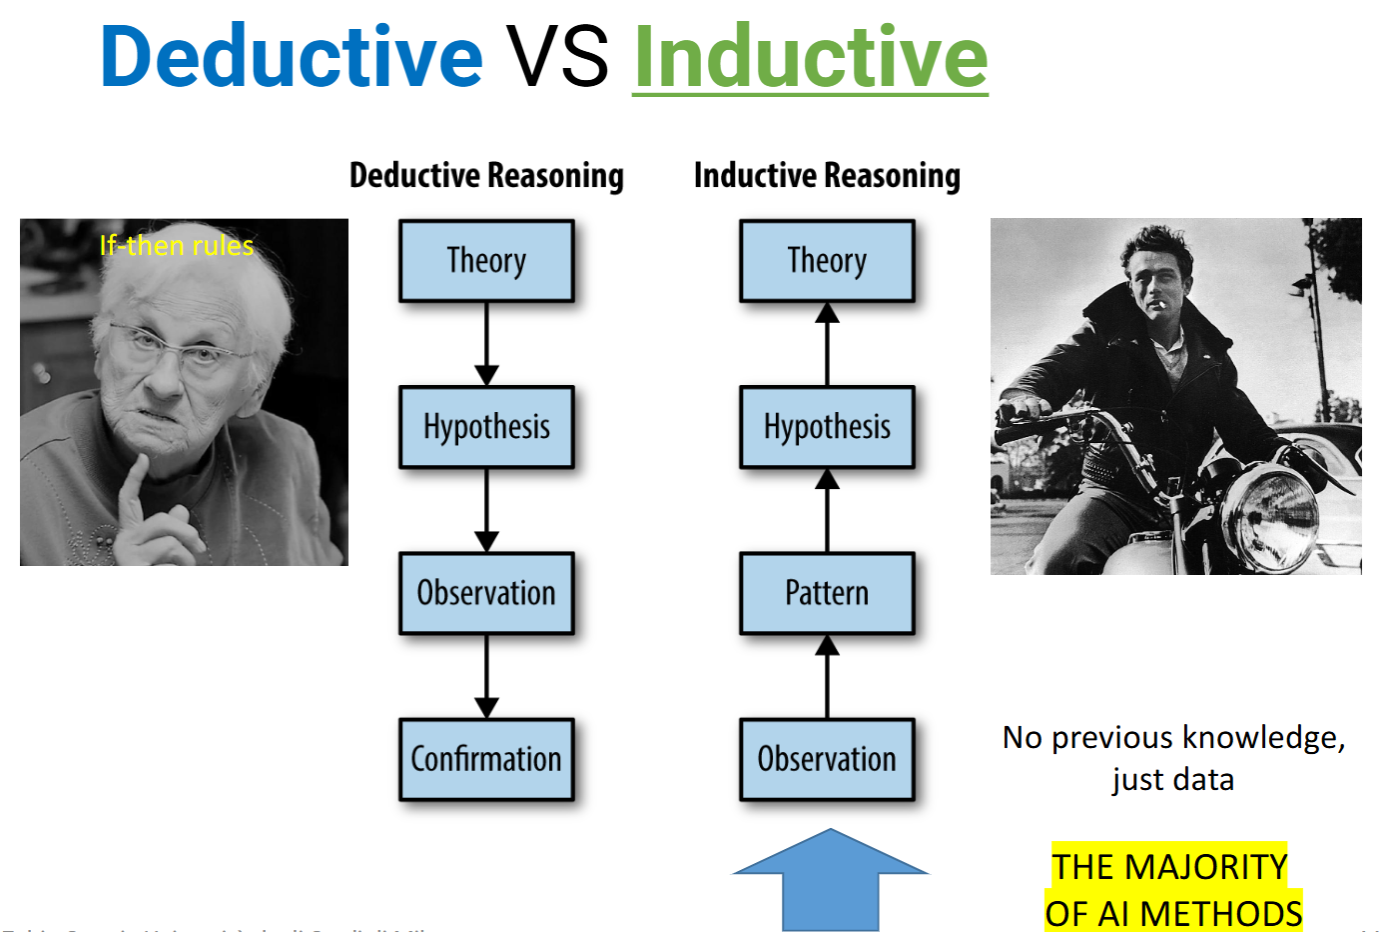 Deductive VS Inductive
Deductive Reasoning
Inductive Reasoning
If-then rules
Theory
Hypothesis
Observation
Confirmation
Theory
Hypothesis
Pattern
Observation
No previous knowledge,
just data
THE MAJORITY
OF AI METHODS